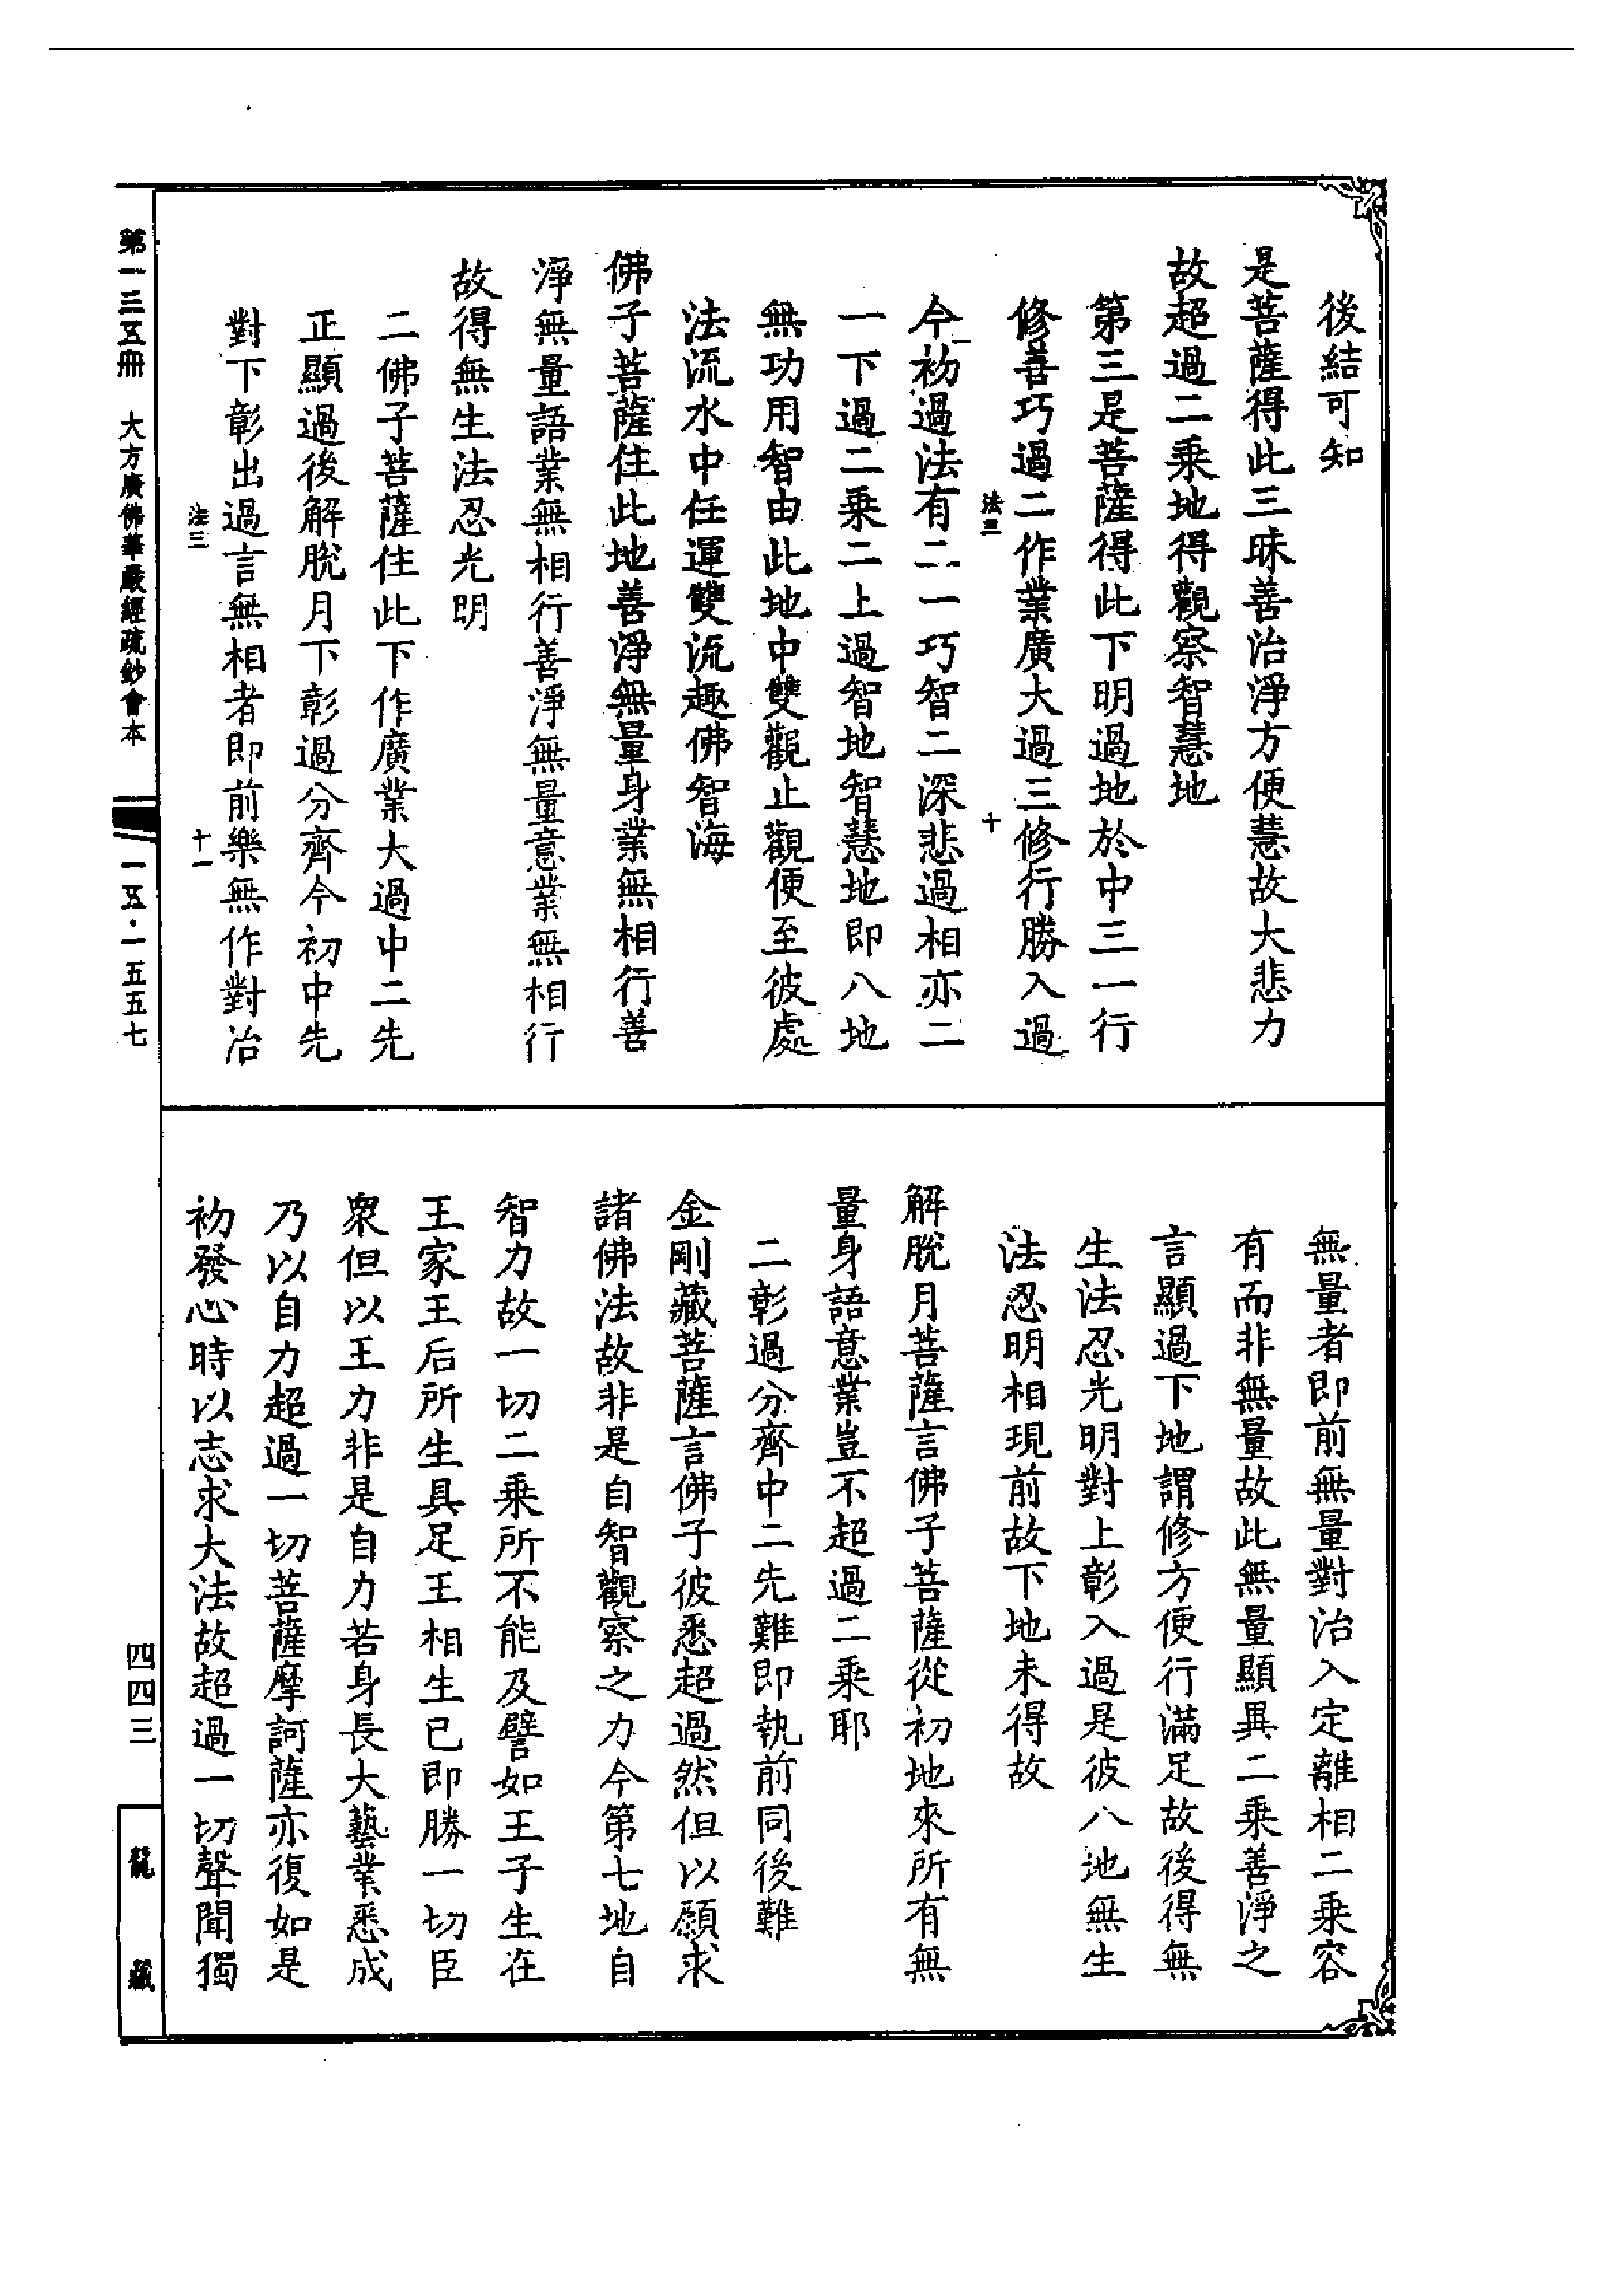 後結可知
是菩薩得此三昧善治淨方便慧故大悲力
故超過二乘地得觀察智慧地
第三是菩薩得此下明過地於中三一行
修善巧過二作業廣大過三修行勝入過
法三
十
今初過法有二一巧智二深悲過相亦二
一下過二乘二上過智地智慧地即八地
無功用智由此地中雙觀止觀便至彼處
法流水中任運雙流趣佛智海
佛子菩薩住此地善淨無量身業無相行善
淨無量語業無相行善淨無量意業無相行
故得無生法忍光明
二佛子菩薩住此下作廣業大過中二先
正顯過後解脫月下彰過分齊今初中先
對下彰出過言無相者即前樂無作對治
法三
十一
無量者即前無量對治入定離相二乘容
有而非無量故此無量顯異二乘善淨之
言顯過下地謂修方便行滿足故後得無
生法忍光明對上彰入過是彼八地無生
法忍明相現前故下地未得故
解脫月菩薩言佛子菩薩從初地來所有無
量身語意業豈不超過二乘耶
二彰過分齊中二先難即執前同後難
金剛藏菩薩言佛子彼悉超過然但以願求
諸佛法故非是自智觀察之力今第七地自
智力故一切二乘所不能及譬如王子生在
王家王后所生具足王相生已即勝一切臣
衆但以王力非是自力若身長大藝業悉成
乃以自力超過一切菩薩摩訶薩亦復如是
初發心時以志求大法故超過一切聲聞獨
第一三五冊 大方廣佛華嚴經疏鈔會本
一五·一五五七
四四三
龍藏